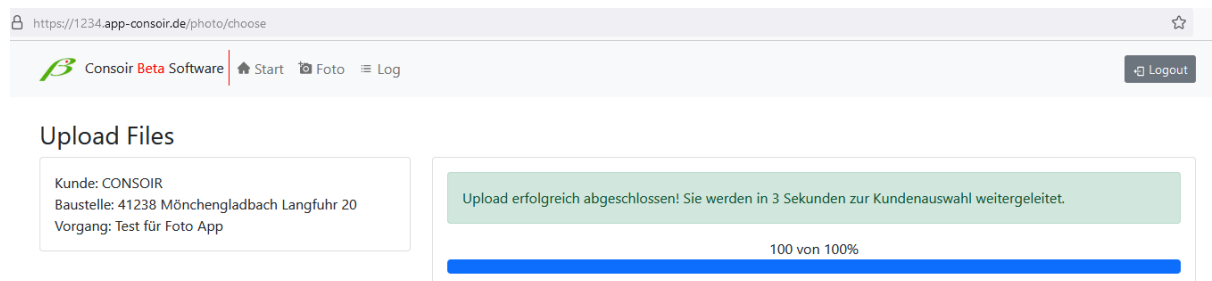 https://1234.app-consoir.de/photo/choose
Consoir Beta Software Start Foto Log Logout
Upload Files
Kunde: CONSOIR
Baustelle: 41238 Mönchengladbach Langfuhr 20
Vorgang: Test für Foto App
Upload erfolgreich abgeschlossen! Sie werden in 3 Sekunden zur Kundenauswahl weitergeleitet.
100 von 100%